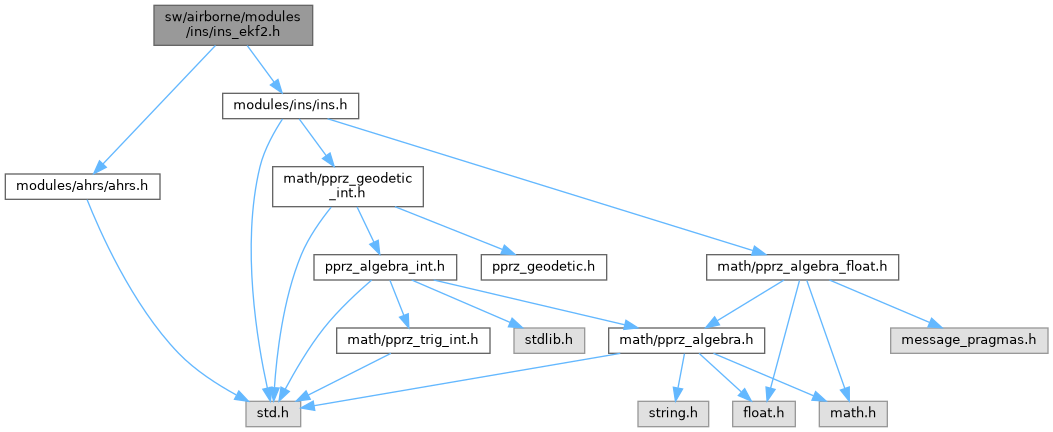 sw/airborne/modules
/ins/ins_ekf2.h
modules/ins/ins.h
modules/ahrs/ahrs.h
math/pprz_geodetic
_int.h
pprz_algebra_int.h
pprz_geodetic.h
math/pprz_algebra_float.h
math/pprz_trig_int.h
stdlib.h
math/pprz_algebra.h
message_pragmas.h
std.h
string.h
float.h
math.h